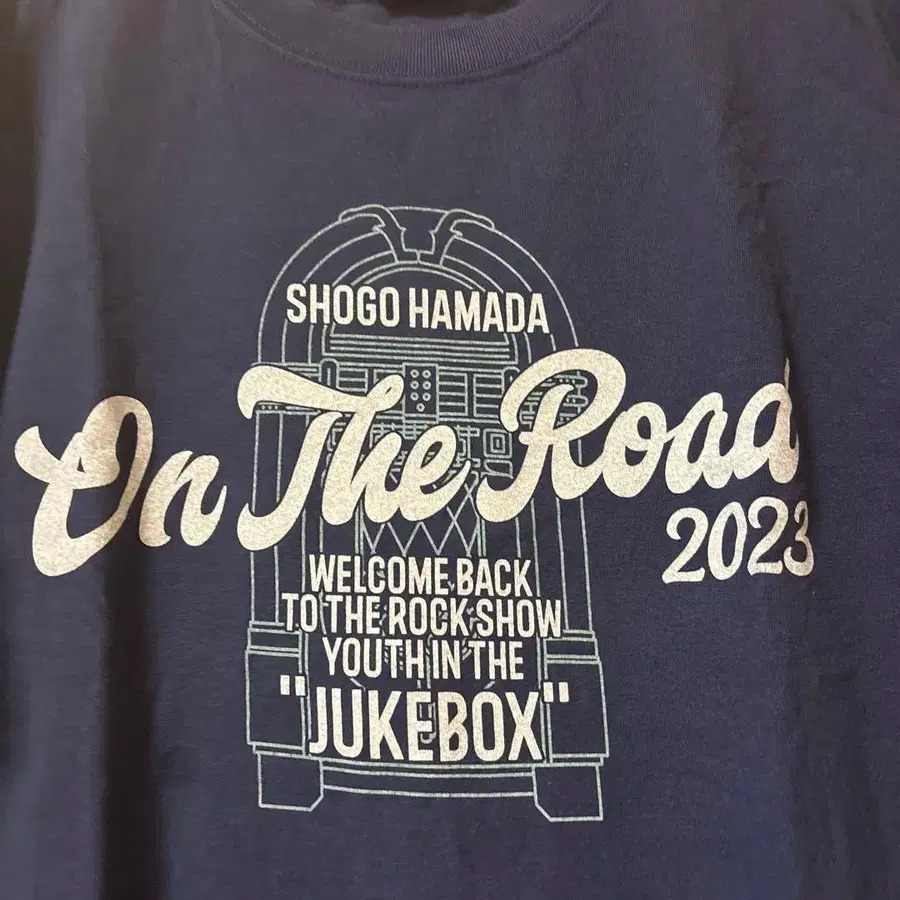 SHOGO HAMADA
On The Road
2023
WELCOME BACK
TO THE ROCK SHOW
YOUTH IN THE
"JUKEBOX"